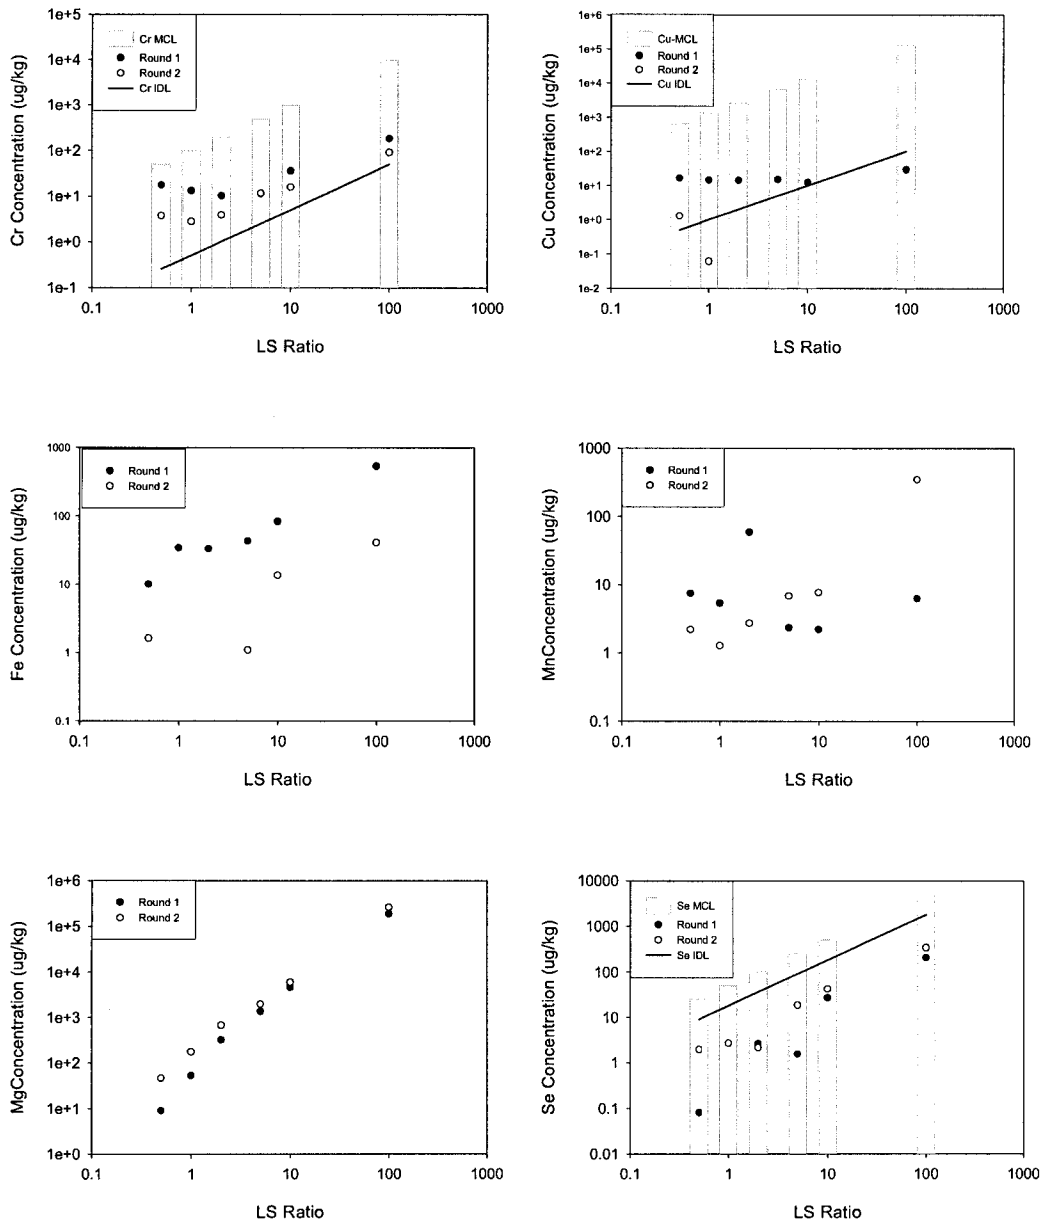 1e+5
1e+4
1e+3
1e+2
1e+1
1e+0
1e-1
Cr Concentration (ug/kg)
Cr MCL
Round 1
Round 2
Cr IDL
0.1 1 10 100 1000
LS Ratio
1e+6
1e+5
1e+4
1e+3
1e+2
1e+1
1e+0
1e-1
1e-2
Cu Concentration (ug/kg)
Cu-MCL
Round 1
Round 2
Cu IDL
0.1 1 10 100 1000
LS Ratio
1000
100
10
1
0.1
Fe Concentration (ug/kg)
Round 1
Round 2
0.1 1 10 100 1000
LS Ratio
1000
100
10
1
0.1
MnConcentration (ug/kg)
Round 1
Round 2
0.1 1 10 100 1000
LS Ratio
1e+6
1e+5
1e+4
1e+3
1e+2
1e+1
1e+0
MgConcentration (ug/kg)
Round 1
Round 2
0.1 1 10 100 1000
LS Ratio
10000
1000
100
10
1
0.1
0.01
Se Concentration (ug/kg)
Se MCL
Round 1
Round 2
Se IDL
0.1 1 10 100 1000
LS Ratio